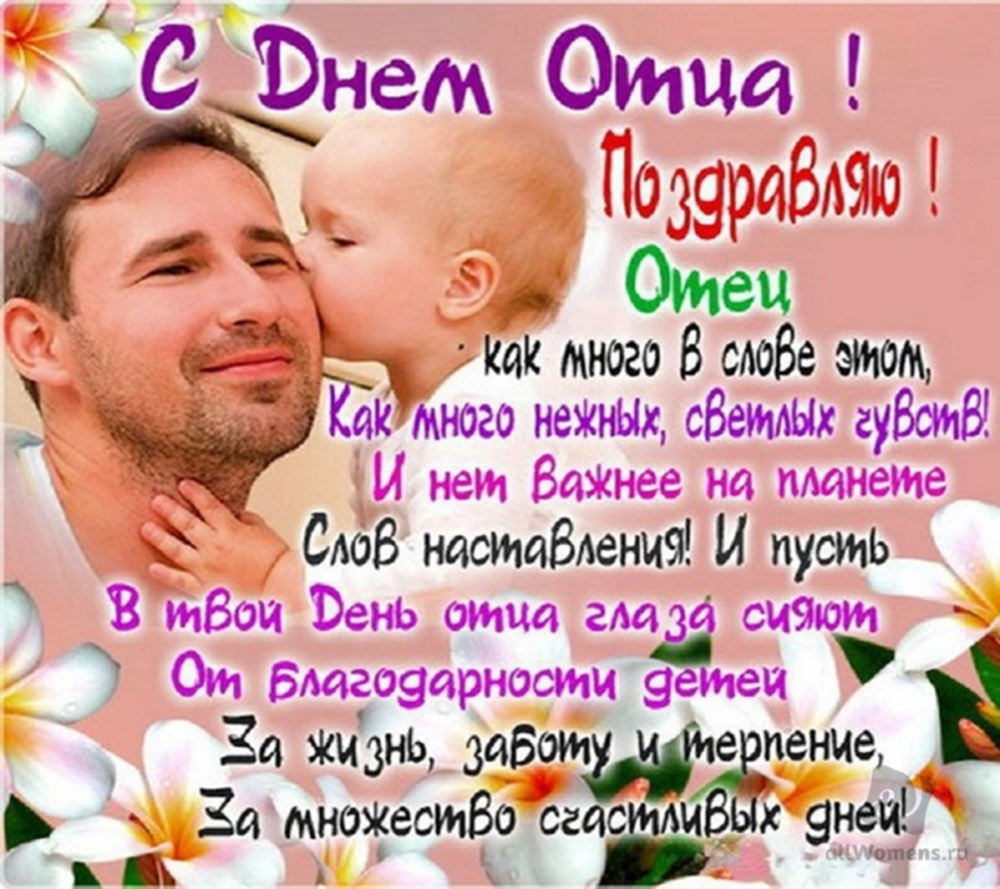 С Днем Отца !
Поздравляю !
Отец
как много в слове этом,
Как много нежных, светлых чувств!
И нет важнее на планете
Слов наставления! И пусть
В твой День отца глаза сияют
От благодарности детей
За жизнь, заботу и терпение,
За множество счастливых дней!
allWomens.ru